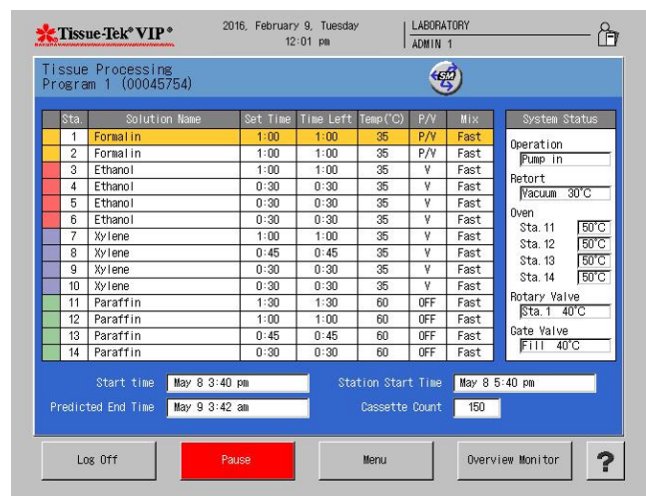 Tissue-Tek® VIP®
2016, February 9, Tuesday
12:01 pm
LABORATORY
ADMIN 1
Tissue Processing
Program 1 (00045754)
SM
Sta. Solution Name Set Time Time Left Temp(°C) P/V Mix
1 Formalin 1:00 1:00 35 P/V Fast
2 Formalin 1:00 1:00 35 P/V Fast
3 Ethanol 1:00 1:00 35 V Fast
4 Ethanol 0:30 0:30 35 V Fast
5 Ethanol 0:30 0:30 35 V Fast
6 Ethanol 0:30 0:30 35 V Fast
7 Xylene 1:00 1:00 35 V Fast
8 Xylene 0:45 0:45 35 V Fast
9 Xylene 0:30 0:30 35 V Fast
10 Xylene 0:30 0:30 35 V Fast
11 Paraffin 1:30 1:30 60 OFF Fast
12 Paraffin 1:00 1:00 60 OFF Fast
13 Paraffin 0:45 0:45 60 OFF Fast
14 Paraffin 0:30 0:30 60 OFF Fast
System Status
Operation
Pump in
Retort
Vacuum 30°C
Oven
Sta. 11 50°C
Sta. 12 50°C
Sta. 13 50°C
Sta. 14 50°C
Rotary Valve
Sta. 1 40°C
Gate Valve
Fill 40°C
Start time May 8 3:40 pm
Station Start Time May 8 5:40 pm
Predicted End Time May 9 3:42 am
Cassette Count 150
Log Off
Pause
Menu
Overview Monitor
?